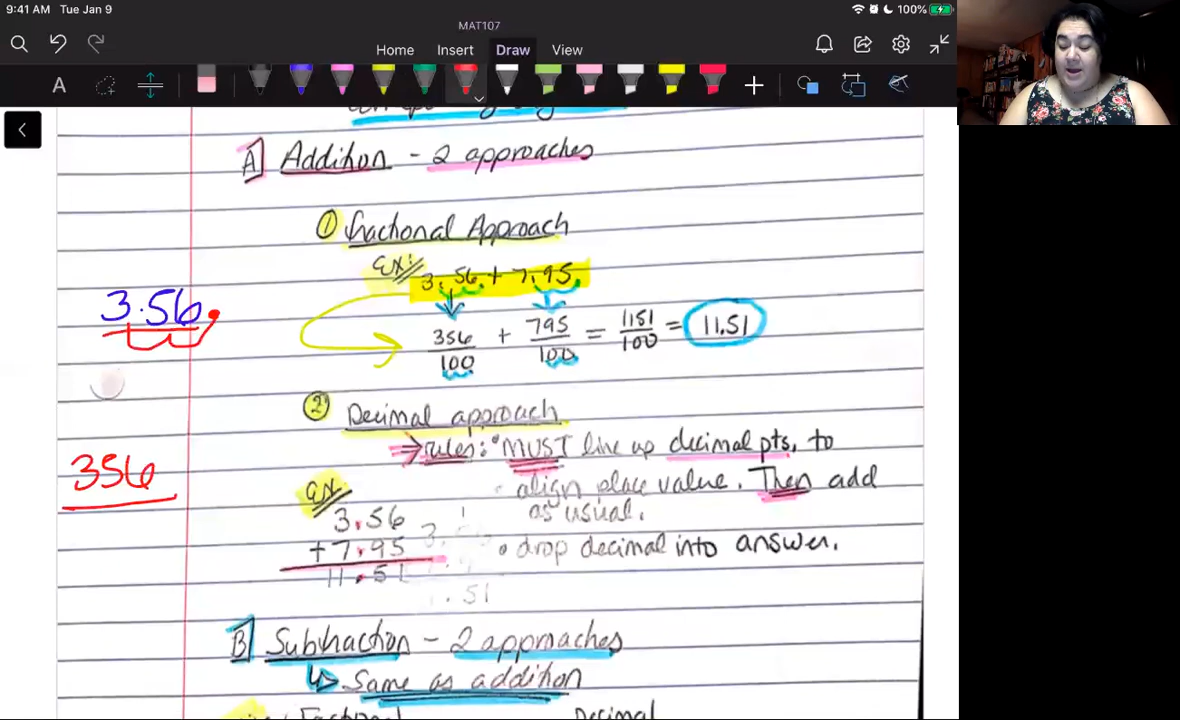 9:41 AM Tue Jan 9
100%
MAT107
Home Insert Draw View
A] Addition - 2 approaches
① Fractional Approach
Ex: 3.56 + 7.95
3.56.
356/100 + 795/100 = 1151/100 = 11.51
② Decimal approach
⇒ rules: • MUST line up decimal pts, to
align place value. Then add
as usual.
356
Ex:
3.56
+ 7.95
11.51
• drop decimal into answer.
B] Subtraction - 2 approaches
↳ Same as addition
Fractional Decimal